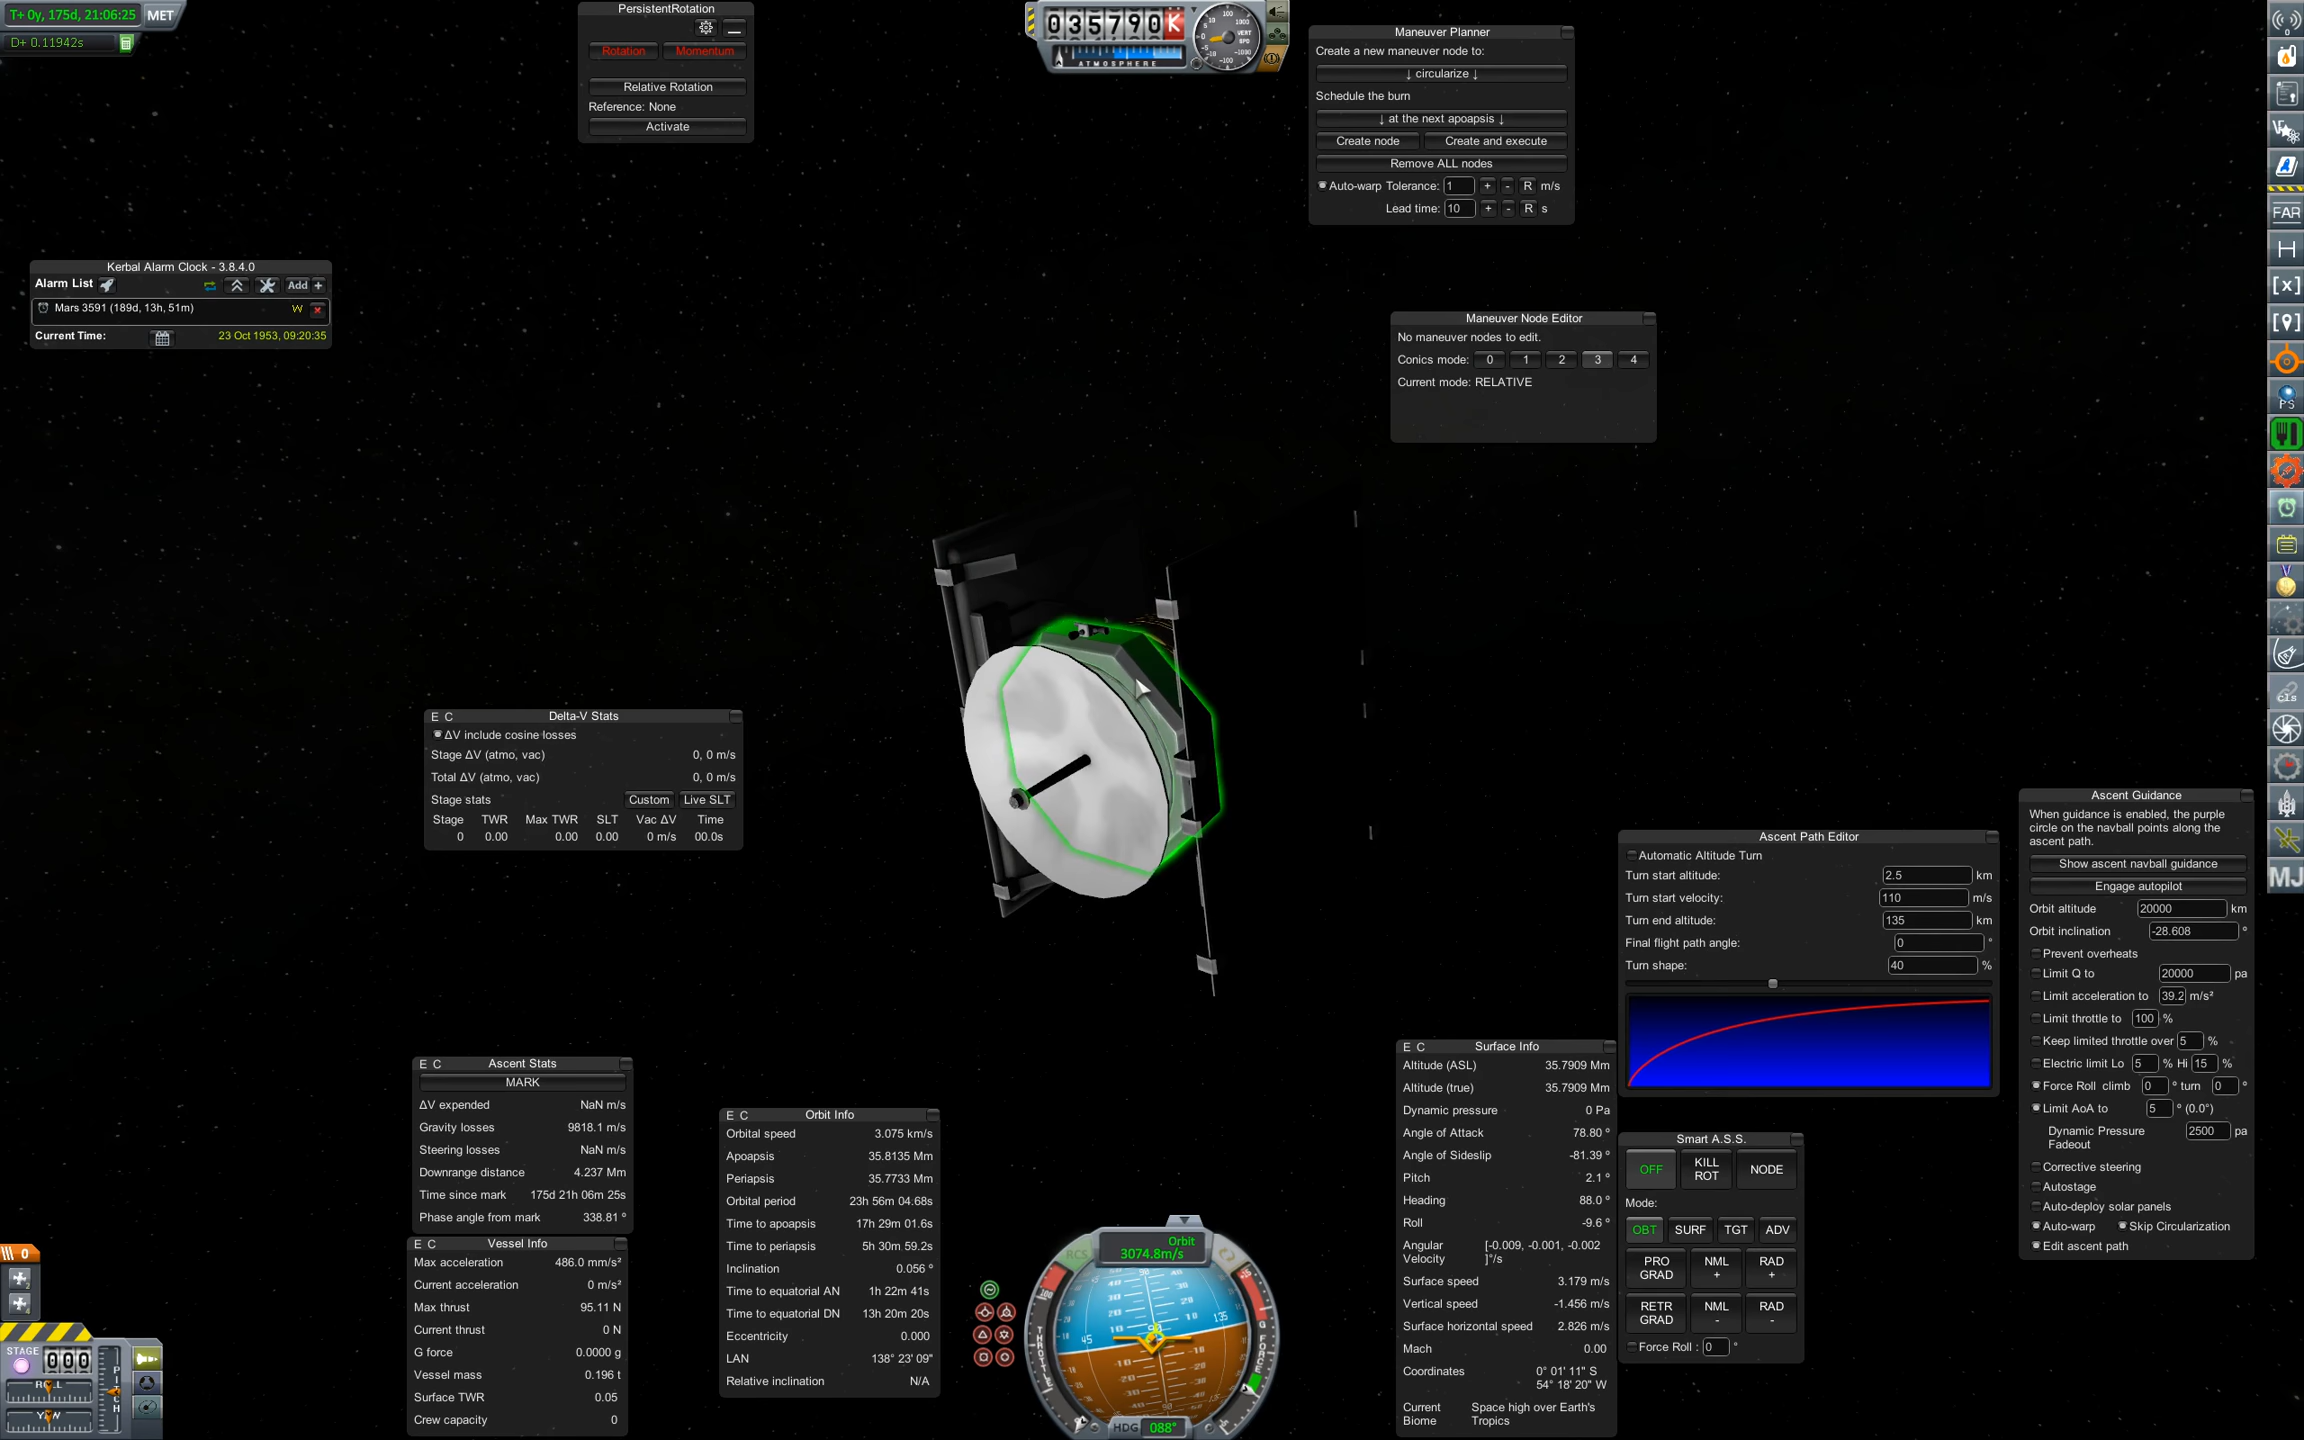 T+ 0y, 175d, 21:06:25 MET
D+ 0.11942s
PersistentRotation
Rotation Momentum
Relative Rotation
Reference: None
Activate
035790K
ATMOSPHERE
Maneuver Planner
Create a new maneuver node to:
↓ circularize ↓
Schedule the burn
↓ at the next apoapsis ↓
Create node Create and execute
Remove ALL nodes
Auto-warp Tolerance: 1 + - R m/s
Lead time: 10 + - R s
Kerbal Alarm Clock - 3.8.4.0
Alarm List Add +
Mars 3591 (189d, 13h, 51m) W x
Current Time: 23 Oct 1953, 09:20:35
Maneuver Node Editor
No maneuver nodes to edit.
Conics mode: 0 1 2 3 4
Current mode: RELATIVE
FAR
H
[x]
PS
cls
MJ
E C Delta-V Stats
ΔV include cosine losses
Stage ΔV (atmo, vac) 0, 0 m/s
Total ΔV (atmo, vac) 0, 0 m/s
Stage stats Custom Live SLT
Stage TWR Max TWR SLT Vac ΔV Time
0 0.00 0.00 0.00 0 m/s 00.0s
Ascent Path Editor
Automatic Altitude Turn
Turn start altitude: 2.5 km
Turn start velocity: 110 m/s
Turn end altitude: 135 km
Final flight path angle: 0 °
Turn shape: 40 %
Ascent Guidance
When guidance is enabled, the purple
circle on the navball points along the
ascent path.
Show ascent navball guidance
Engage autopilot
Orbit altitude 20000 km
Orbit inclination -28.608 º
Prevent overheats
Limit Q to 20000 pa
Limit acceleration to 39.2 m/s²
Limit throttle to 100 %
Keep limited throttle over 5 %
Electric limit Lo 5 % Hi 15 %
Force Roll climb 0 º turn 0 º
Limit AoA to 5 º (0.0°)
Dynamic Pressure
Fadeout 2500 pa
Corrective steering
Autostage
Auto-deploy solar panels
Auto-warp Skip Circularization
Edit ascent path
E C Ascent Stats
MARK
ΔV expended NaN m/s
Gravity losses 9818.1 m/s
Steering losses NaN m/s
Downrange distance 4.237 Mm
Time since mark 175d 21h 06m 25s
Phase angle from mark 338.81 º
E C Vessel Info
Max acceleration 486.0 mm/s²
Current acceleration 0 m/s²
Max thrust 95.11 N
Current thrust 0 N
G force 0.0000 g
Vessel mass 0.196 t
Surface TWR 0.05
Crew capacity 0
E C Orbit Info
Orbital speed 3.075 km/s
Apoapsis 35.8135 Mm
Periapsis 35.7733 Mm
Orbital period 23h 56m 04.68s
Time to apoapsis 17h 29m 01.6s
Time to periapsis 5h 30m 59.2s
Inclination 0.056 º
Time to equatorial AN 1h 22m 41s
Time to equatorial DN 13h 20m 20s
Eccentricity 0.000
LAN 138° 23' 09"
Relative inclination N/A
RCS
Orbit
3074.8m/s
THROTTLE
G FORCE
HDG 088°
E C Surface Info
Altitude (ASL) 35.7909 Mm
Altitude (true) 35.7909 Mm
Dynamic pressure 0 Pa
Angle of Attack 78.80 º
Angle of Sideslip -81.39 º
Pitch 2.1 º
Heading 88.0 º
Roll -9.6 º
Angular Velocity [-0.009, -0.001, -0.002
]°/s
Surface speed 3.179 m/s
Vertical speed -1.456 m/s
Surface horizontal speed 2.826 m/s
Mach 0.00
Coordinates 0° 01' 11" S
54° 18' 20" W
Current Biome Space high over Earth's
Tropics
Smart A.S.S.
OFF KILL ROT NODE
Mode:
OBT SURF TGT ADV
PRO GRAD NML + RAD +
RETR GRAD NML - RAD -
Force Roll : 0 °
0
STAGE 000
ROLL
YAW
PITCH